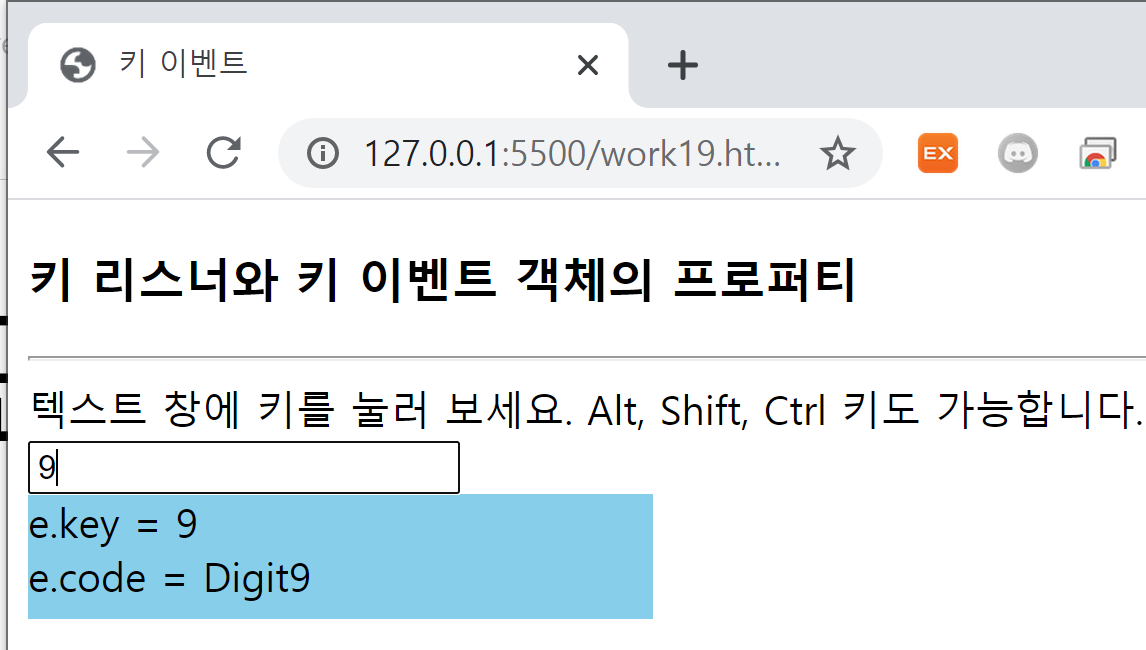 키 이벤트
127.0.0.1:5500/work19.ht...
EX
키 리스너와 키 이벤트 객체의 프로퍼티
텍스트 창에 키를 눌러 보세요. Alt, Shift, Ctrl 키도 가능합니다.
9
e.key = 9
e.code = Digit9